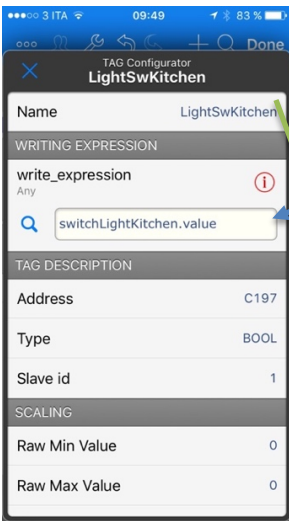 3 ITA 09:49 83 %
Done
TAG Configurator
LightSwKitchen
Name LightSwKitchen
WRITING EXPRESSION
write_expression
Any
switchLightKitchen.value
TAG DESCRIPTION
Address C197
Type BOOL
Slave id 1
SCALING
Raw Min Value 0
Raw Max Value 0